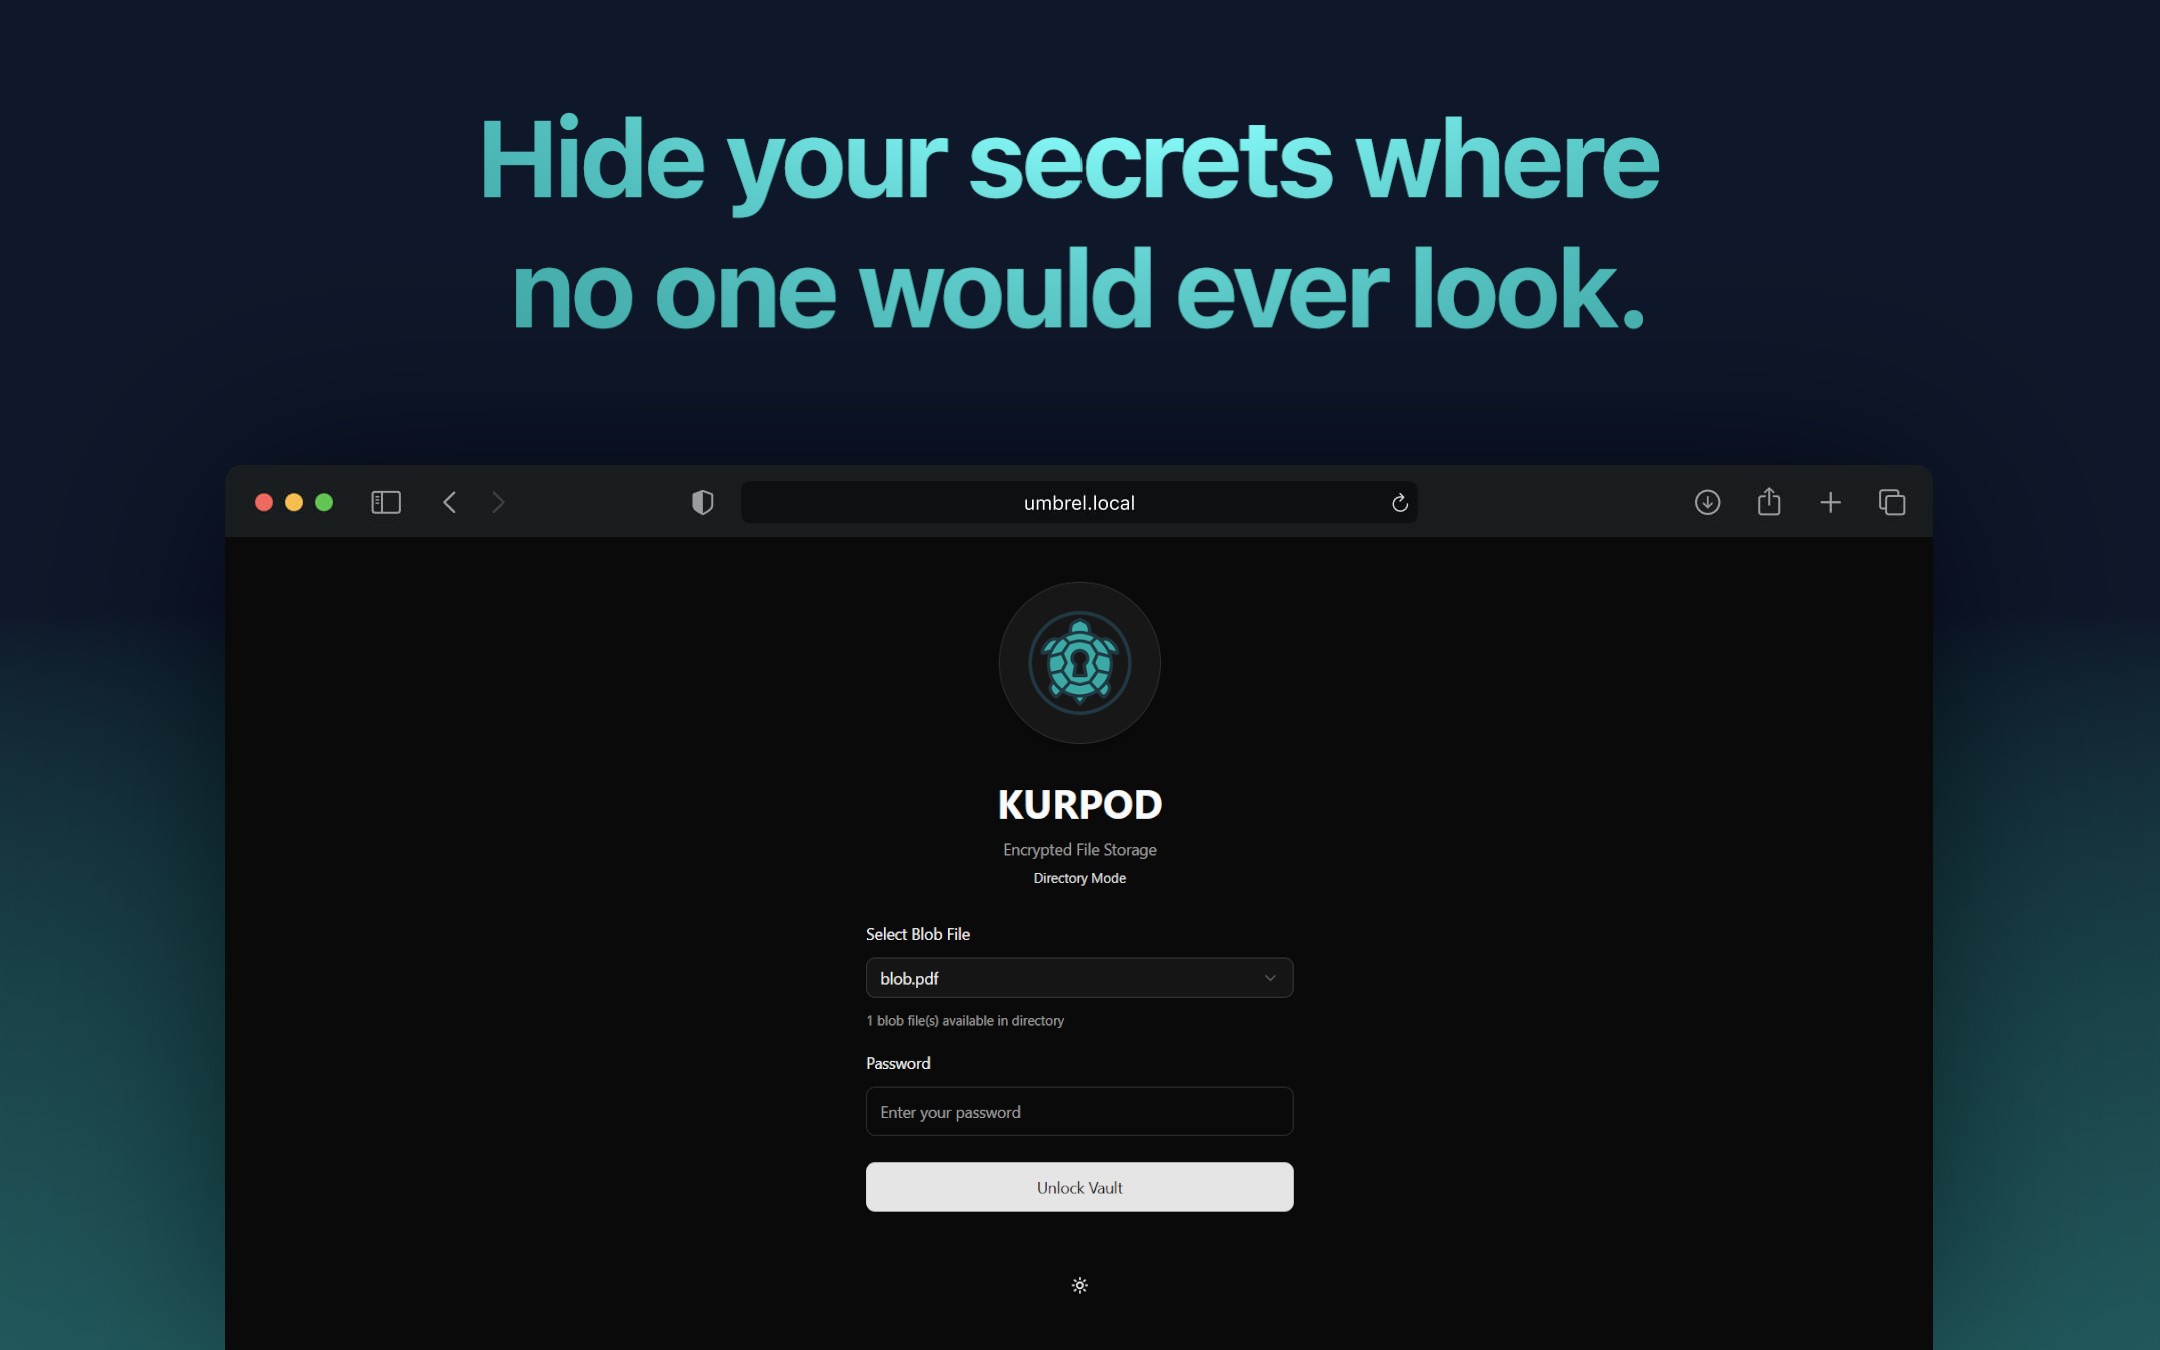 Hide your secrets where
no one would ever look.
umbrel.local
KURPOD
Encrypted File Storage
Directory Mode
Select Blob File
blob.pdf
1 blob file(s) available in directory
Password
Enter your password
Unlock Vault